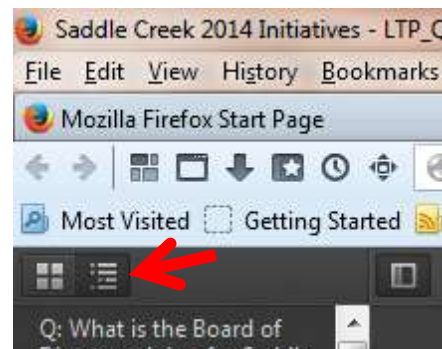 Saddle Creek 2014 Initiatives - LTP_Q
File Edit View History Bookmarks
Mozilla Firefox Start Page
Most Visited Getting Started
Q: What is the Board of